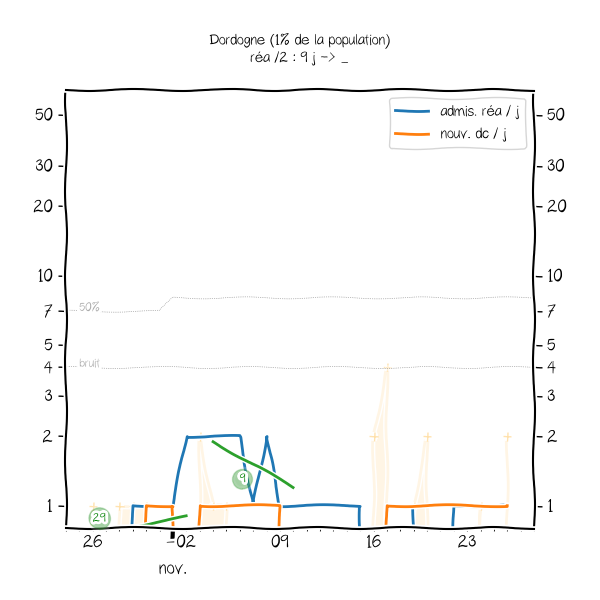 Dordogne (1% de la population)
réa /2 : 9 j -> _
admis. réa / j
nouv. dc / j
50 50
30 30
20 20
10 10
7 50% 7
5 5
4 bruit 4
3 3
2 2
9
1 29 1
26 02 09 16 23
nov.